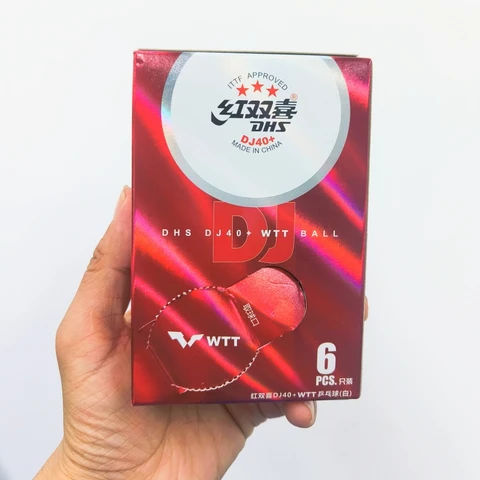 ITTF APPROVED
红双喜®
DHS
DJ40+
MADE IN CHINA
DJ
DHS DJ40+ WTT BALL
取球口
WTT
6
PCS. 只装
红双喜DJ40+WTT乒乓球(白)